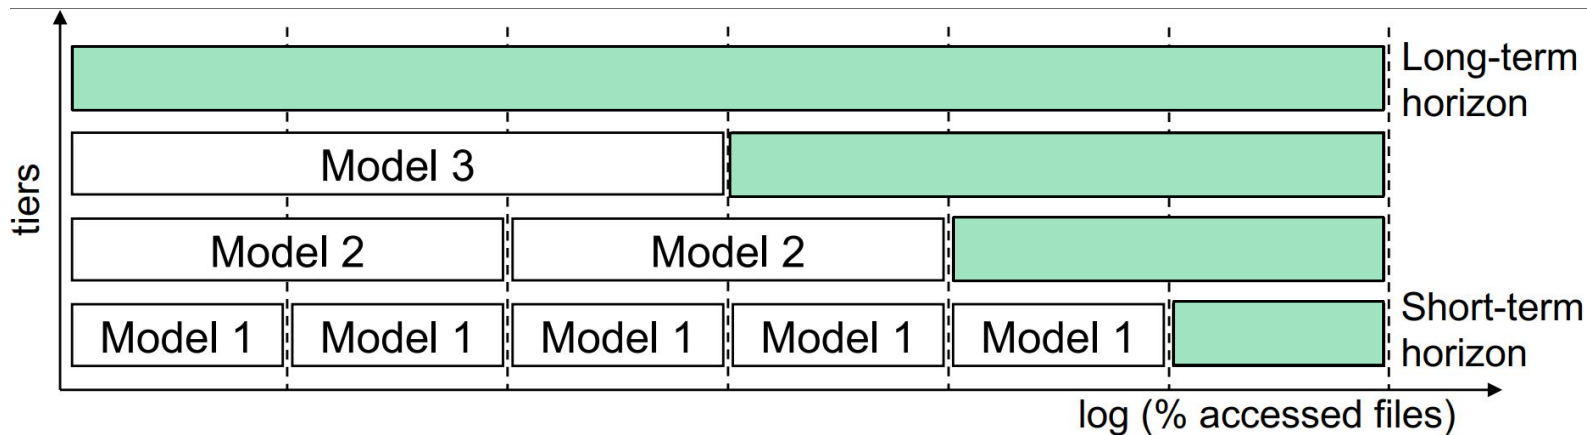 Long-term
horizon
Model 3
tiers
Model 2 Model 2
Short-term
horizon
Model 1 Model 1 Model 1 Model 1 Model 1
log (% accessed files)